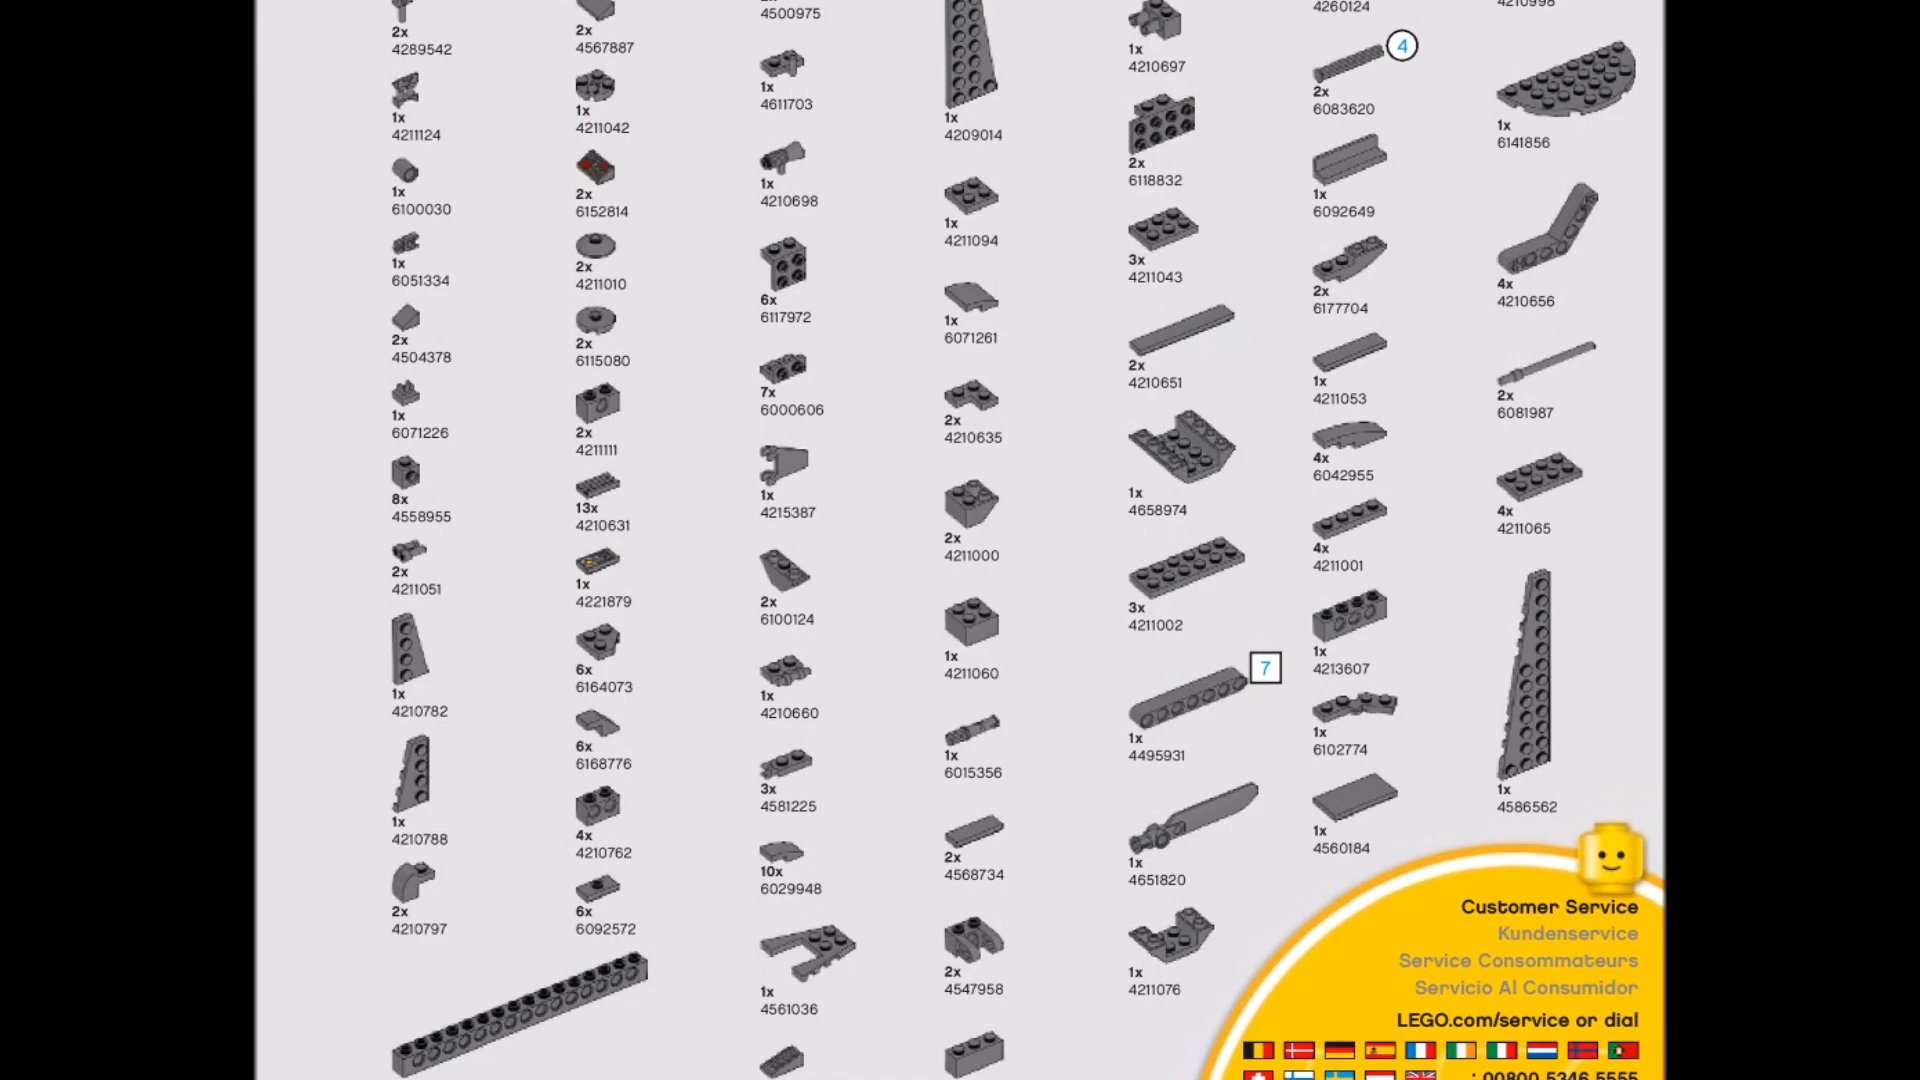 2x
4289542
1x
4211124
1x
6100030
1x
6051334
2x
4504378
1x
6071226
8x
4558955
2x
4211051
1x
4210782
1x
4210788
2x
4210797
2x
4567887
1x
4211042
2x
6152814
2x
4211010
2x
6115080
2x
4211111
13x
4210631
1x
4221879
6x
6164073
6x
6168776
4x
4210762
6x
6092572
4500975
1x
4611703
1x
4210698
6x
6117972
7x
6000606
1x
4215387
2x
6100124
1x
4210660
3x
4581225
10x
6029948
1x
4561036
1x
4209014
1x
4211094
1x
6071261
2x
4210635
2x
4211000
1x
4211060
1x
6015356
2x
4568734
2x
4547958
1x
4210697
2x
6118832
3x
4211043
2x
4210651
1x
4658974
3x
4211002
7
1x
4495931
1x
4651820
1x
4211076
4260124
4
2x
6083620
1x
6092649
2x
6177704
1x
4211053
4x
6042955
4x
4211001
1x
4213607
1x
6102774
1x
4560184
4210998
1x
6141856
4x
4210656
2x
6081987
4x
4211065
1x
4586562
Customer Service
Kundenservice
Service Consommateurs
Servicio Al Consumidor
LEGO.com/service or dial
: 00800 5346 5555